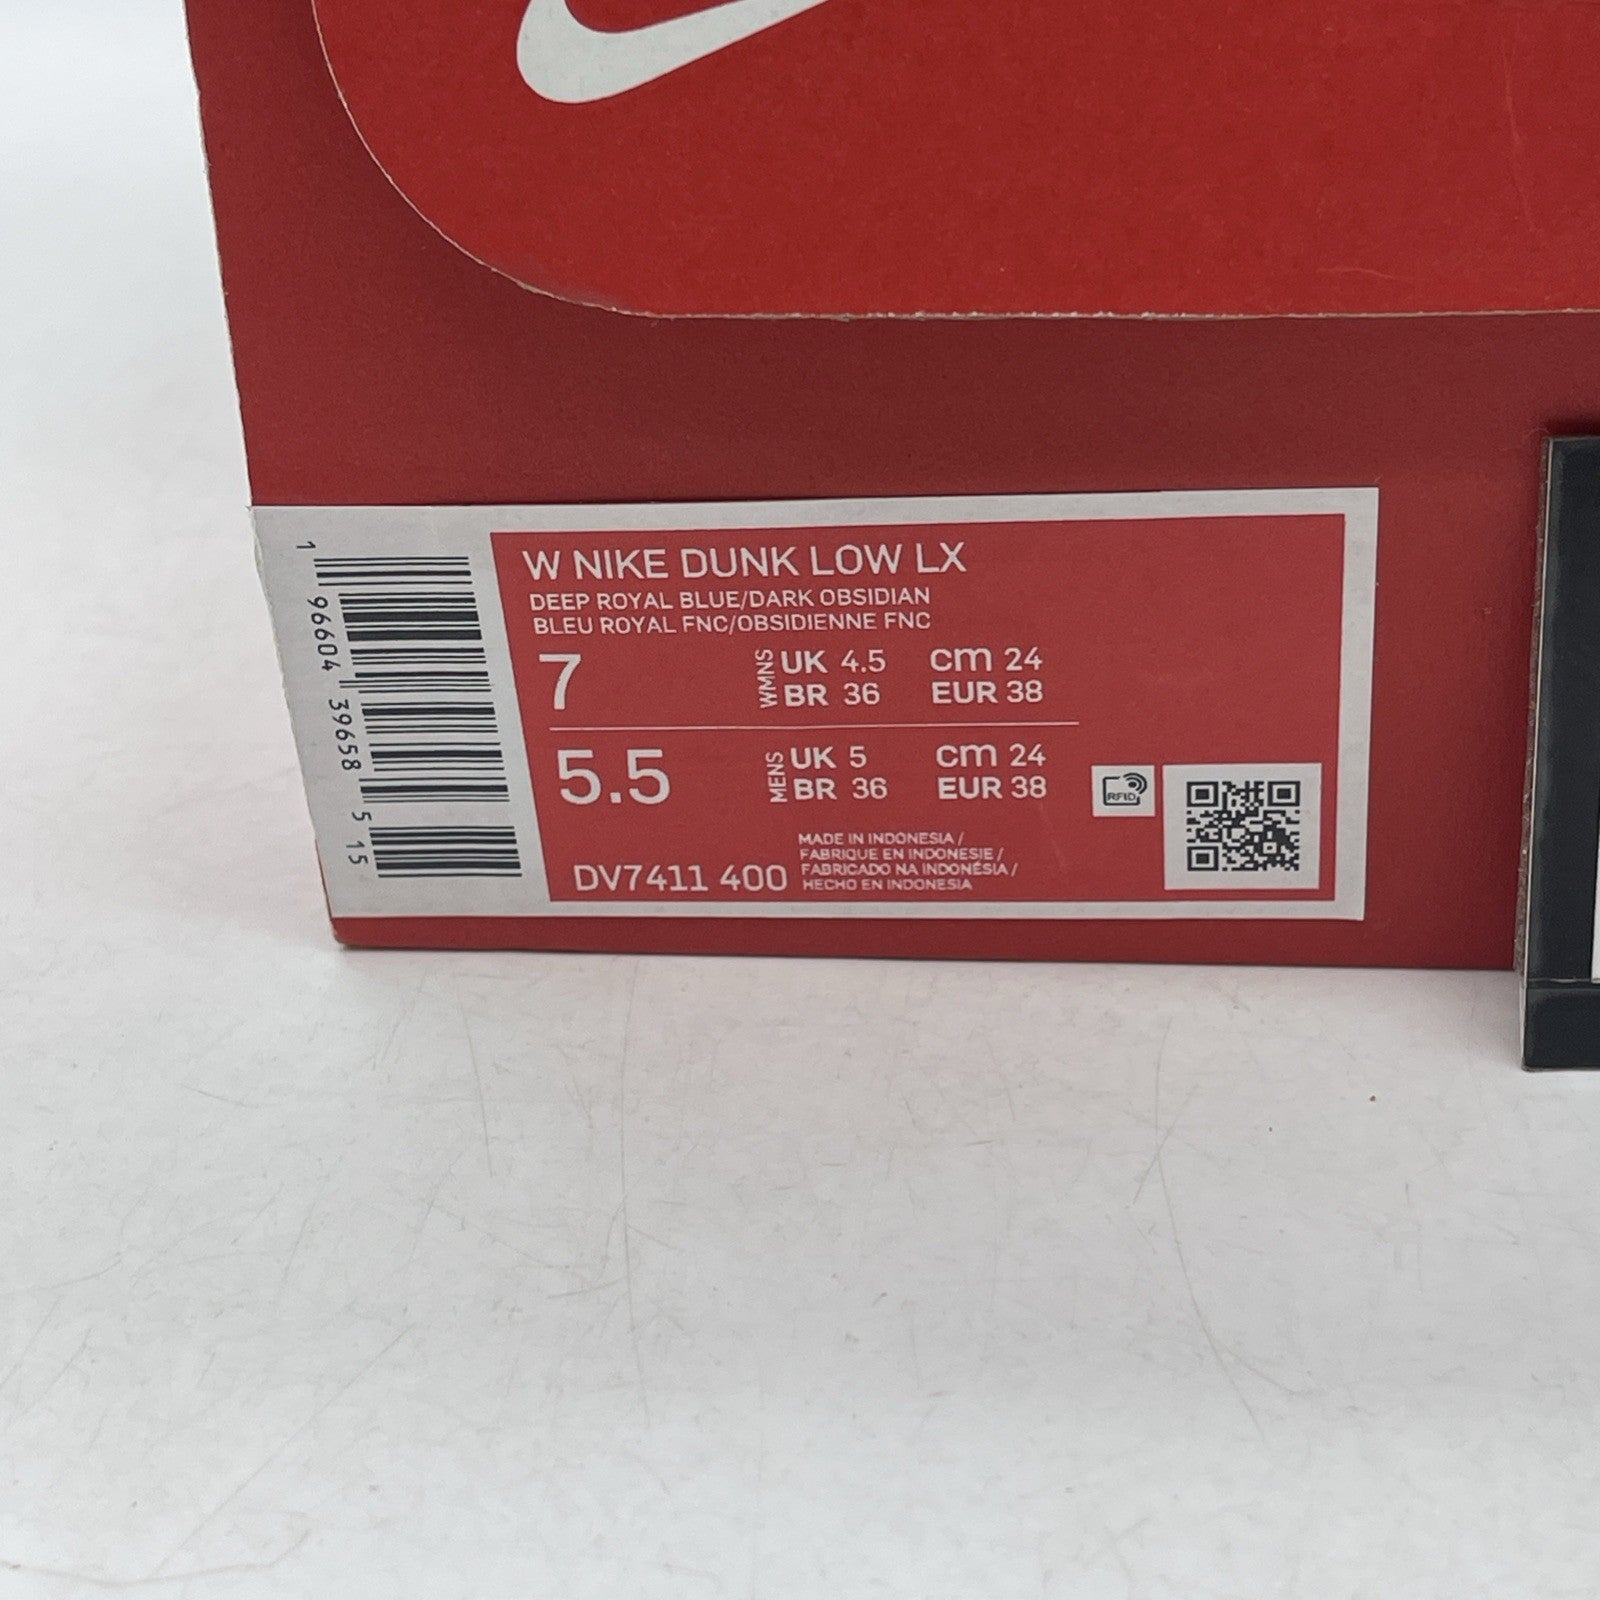 W NIKE DUNK LOW LX
DEEP ROYAL BLUE/DARK OBSIDIAN
BLEU ROYAL FNC/OBSIDIENNE FNC
7 WMNS UK 4.5 cm 24
BR 36 EUR 38
5.5 MENS UK 5 cm 24
BR 36 EUR 38
RFID
MADE IN INDONESIA /
FABRIQUE EN INDONESIE /
FABRICADO NA INDONÉSIA /
HECHO EN INDONESIA
DV7411 400
1 96604 39658 5 15